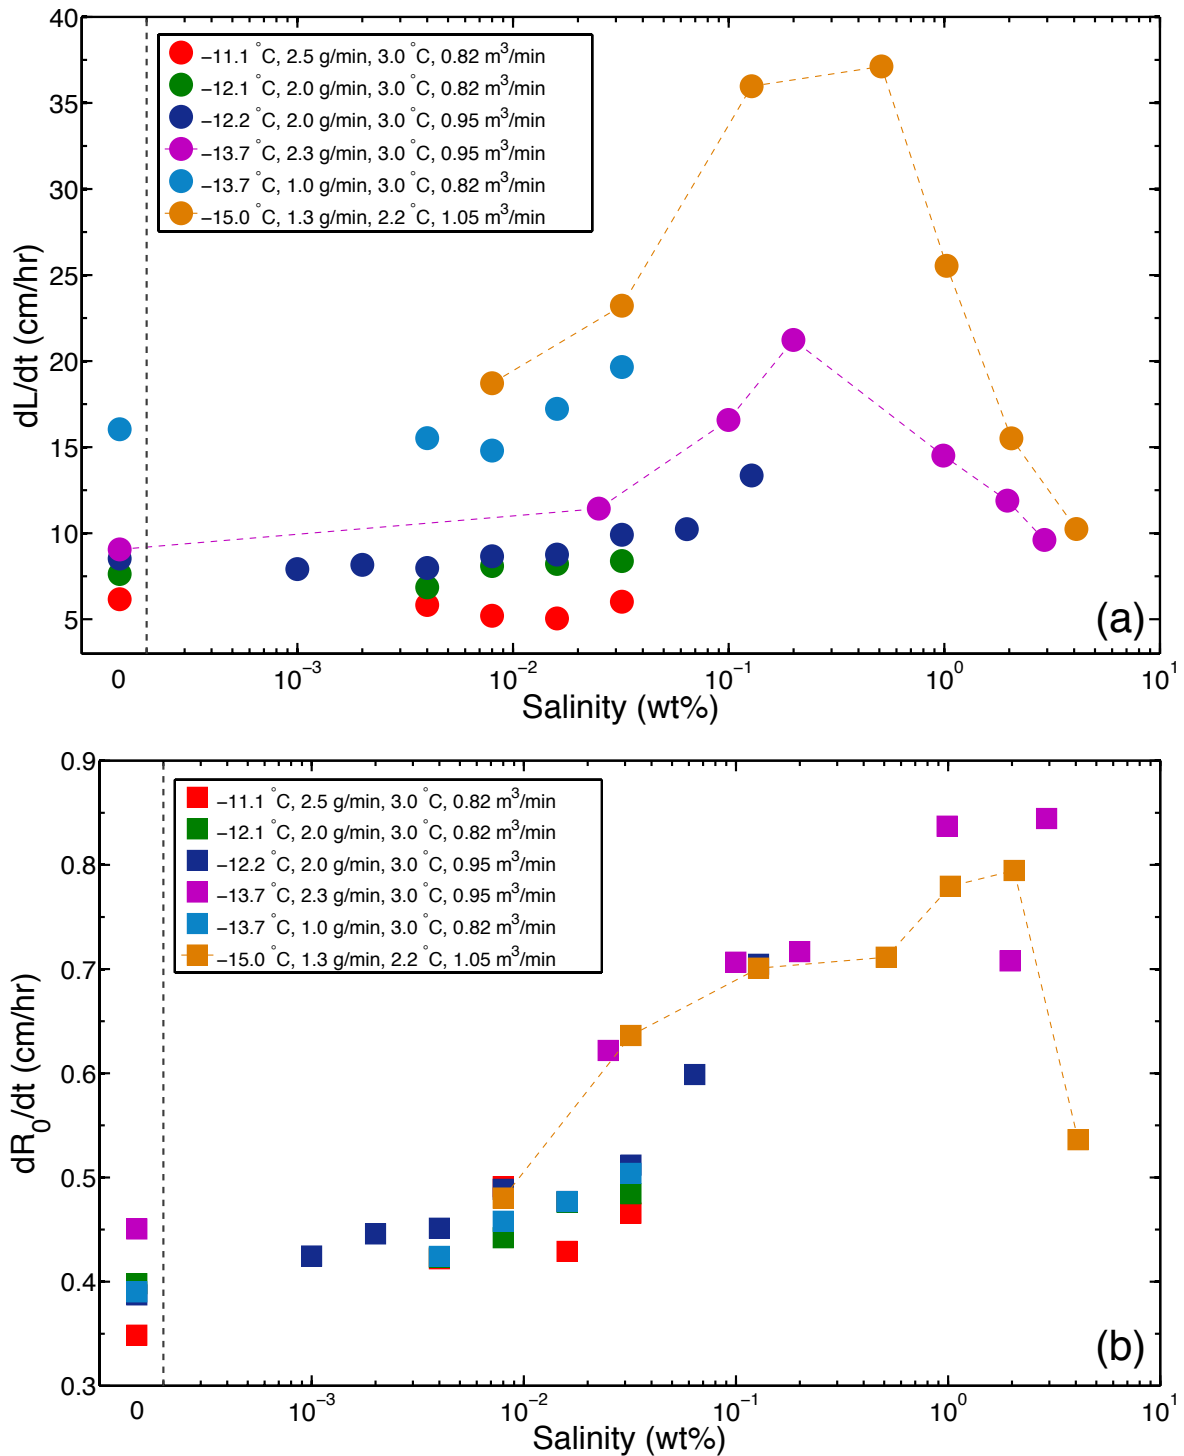 40
35
30
25
20
15
10
5
dL/dt (cm/hr)
−11.1 °C, 2.5 g/min, 3.0 °C, 0.82 m³/min
−12.1 °C, 2.0 g/min, 3.0 °C, 0.82 m³/min
−12.2 °C, 2.0 g/min, 3.0 °C, 0.95 m³/min
−13.7 °C, 2.3 g/min, 3.0 °C, 0.95 m³/min
−13.7 °C, 1.0 g/min, 3.0 °C, 0.82 m³/min
−15.0 °C, 1.3 g/min, 2.2 °C, 1.05 m³/min
(a)
0 10⁻³ 10⁻² 10⁻¹ 10⁰ 10¹
Salinity (wt%)
0.9
0.8
0.7
0.6
0.5
0.4
0.3
dR₀/dt (cm/hr)
−11.1 °C, 2.5 g/min, 3.0 °C, 0.82 m³/min
−12.1 °C, 2.0 g/min, 3.0 °C, 0.82 m³/min
−12.2 °C, 2.0 g/min, 3.0 °C, 0.95 m³/min
−13.7 °C, 2.3 g/min, 3.0 °C, 0.95 m³/min
−13.7 °C, 1.0 g/min, 3.0 °C, 0.82 m³/min
−15.0 °C, 1.3 g/min, 2.2 °C, 1.05 m³/min
(b)
0 10⁻³ 10⁻² 10⁻¹ 10⁰ 10¹
Salinity (wt%)